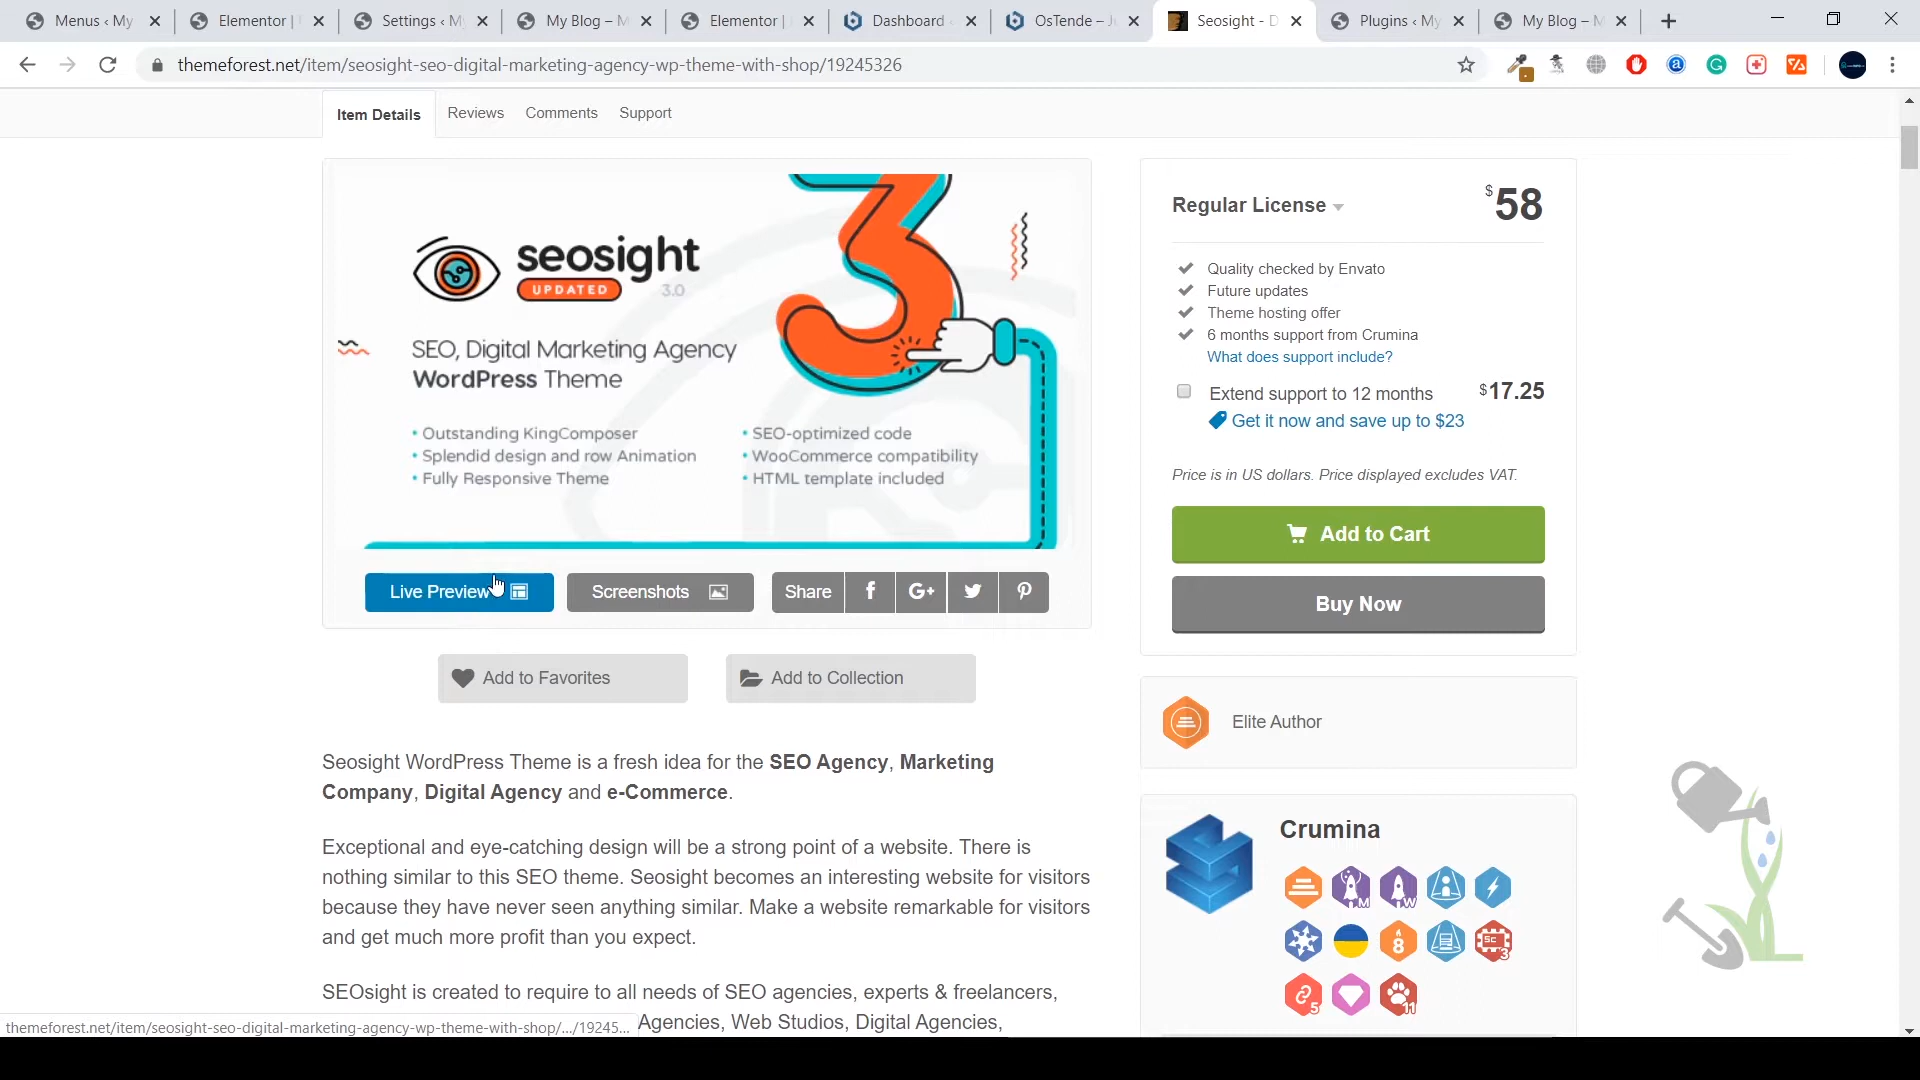 Menus ‹ My
Elementor |
Settings ‹ My
My Blog – M
Elementor |
Dashboard
OsTende – Ju
Seosight - D
Plugins ‹ My
My Blog – M
themeforest.net/item/seosight-seo-digital-marketing-agency-wp-theme-with-shop/19245326
Item Details
Reviews
Comments
Support
seosight
UPDATED 3.0
SEO, Digital Marketing Agency
WordPress Theme
• Outstanding KingComposer
• Splendid design and row Animation
• Fully Responsive Theme
• SEO-optimized code
• WooCommerce compatibility
• HTML template included
3
Live Preview
Screenshots
Share
f
G+
Add to Favorites
Add to Collection
Seosight WordPress Theme is a fresh idea for the SEO Agency, Marketing
Company, Digital Agency and e-Commerce.
Exceptional and eye-catching design will be a strong point of a website. There is
nothing similar to this SEO theme. Seosight becomes an interesting website for visitors
because they have never seen anything similar. Make a website remarkable for visitors
and get much more profit than you expect.
SEOsight is created to require to all needs of SEO agencies, experts & freelancers,
Agencies, Web Studios, Digital Agencies,
themeforest.net/item/seosight-seo-digital-marketing-agency-wp-theme-with-shop/.../19245...
Regular License
$58
Quality checked by Envato
Future updates
Theme hosting offer
6 months support from Crumina
What does support include?
Extend support to 12 months $17.25
Get it now and save up to $23
Price is in US dollars. Price displayed excludes VAT.
Add to Cart
Buy Now
Elite Author
Crumina
M
W
8
SC
3
5
11